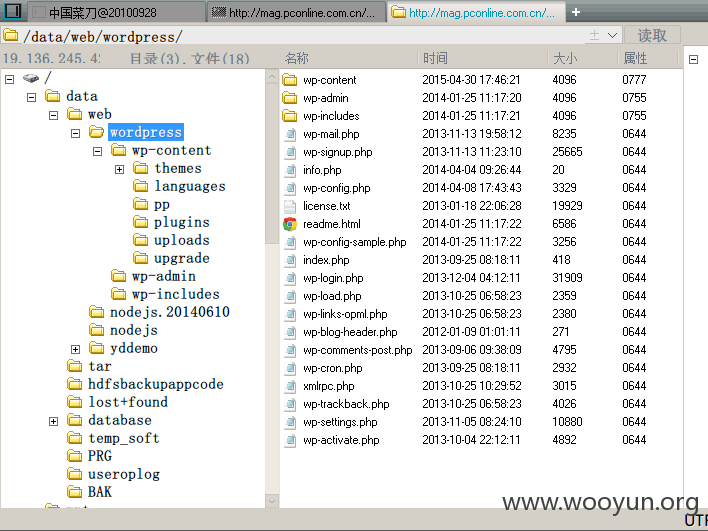 中国菜刀@20100928 http://mag.pconline.com.cn/... http://mag.pconline.com.cn/... +
/data/web/wordpress/ 读取
19.136.245.4 目录(3),文件(18) 名称 时间 大小 属性
/
data
web
wordpress
wp-content
themes
languages
pp
plugins
uploads
upgrade
wp-admin
wp-includes
nodejs.20140610
nodejs
yddemo
tar
hdfsbackupappcode
lost+found
database
temp_soft
PRG
useroplog
BAK
wp-content 2015-04-30 17:46:21 4096 0777
wp-admin 2014-01-25 11:17:20 4096 0755
wp-includes 2014-01-25 11:17:21 4096 0755
wp-mail.php 2013-11-13 19:58:12 8235 0644
wp-signup.php 2013-11-13 11:23:10 25665 0644
info.php 2014-04-04 09:26:44 20 0644
wp-config.php 2014-04-08 17:43:43 3329 0644
license.txt 2013-01-18 22:06:28 19929 0644
readme.html 2014-01-25 11:17:22 6586 0644
wp-config-sample.php 2014-01-25 11:17:22 3256 0644
index.php 2013-09-25 08:18:11 418 0644
wp-login.php 2013-12-04 04:12:11 31909 0644
wp-load.php 2013-10-25 06:58:23 2359 0644
wp-links-opml.php 2013-10-25 06:58:23 2380 0644
wp-blog-header.php 2012-01-09 01:01:11 271 0644
wp-comments-post.php 2013-09-06 09:38:09 4795 0644
wp-cron.php 2013-09-25 08:18:11 2932 0644
xmlrpc.php 2013-10-25 10:29:52 3015 0644
wp-trackback.php 2013-10-25 06:58:23 4026 0644
wp-settings.php 2013-11-05 08:24:10 10880 0644
wp-activate.php 2013-10-04 22:12:11 4892 0644
www.wooyun.org